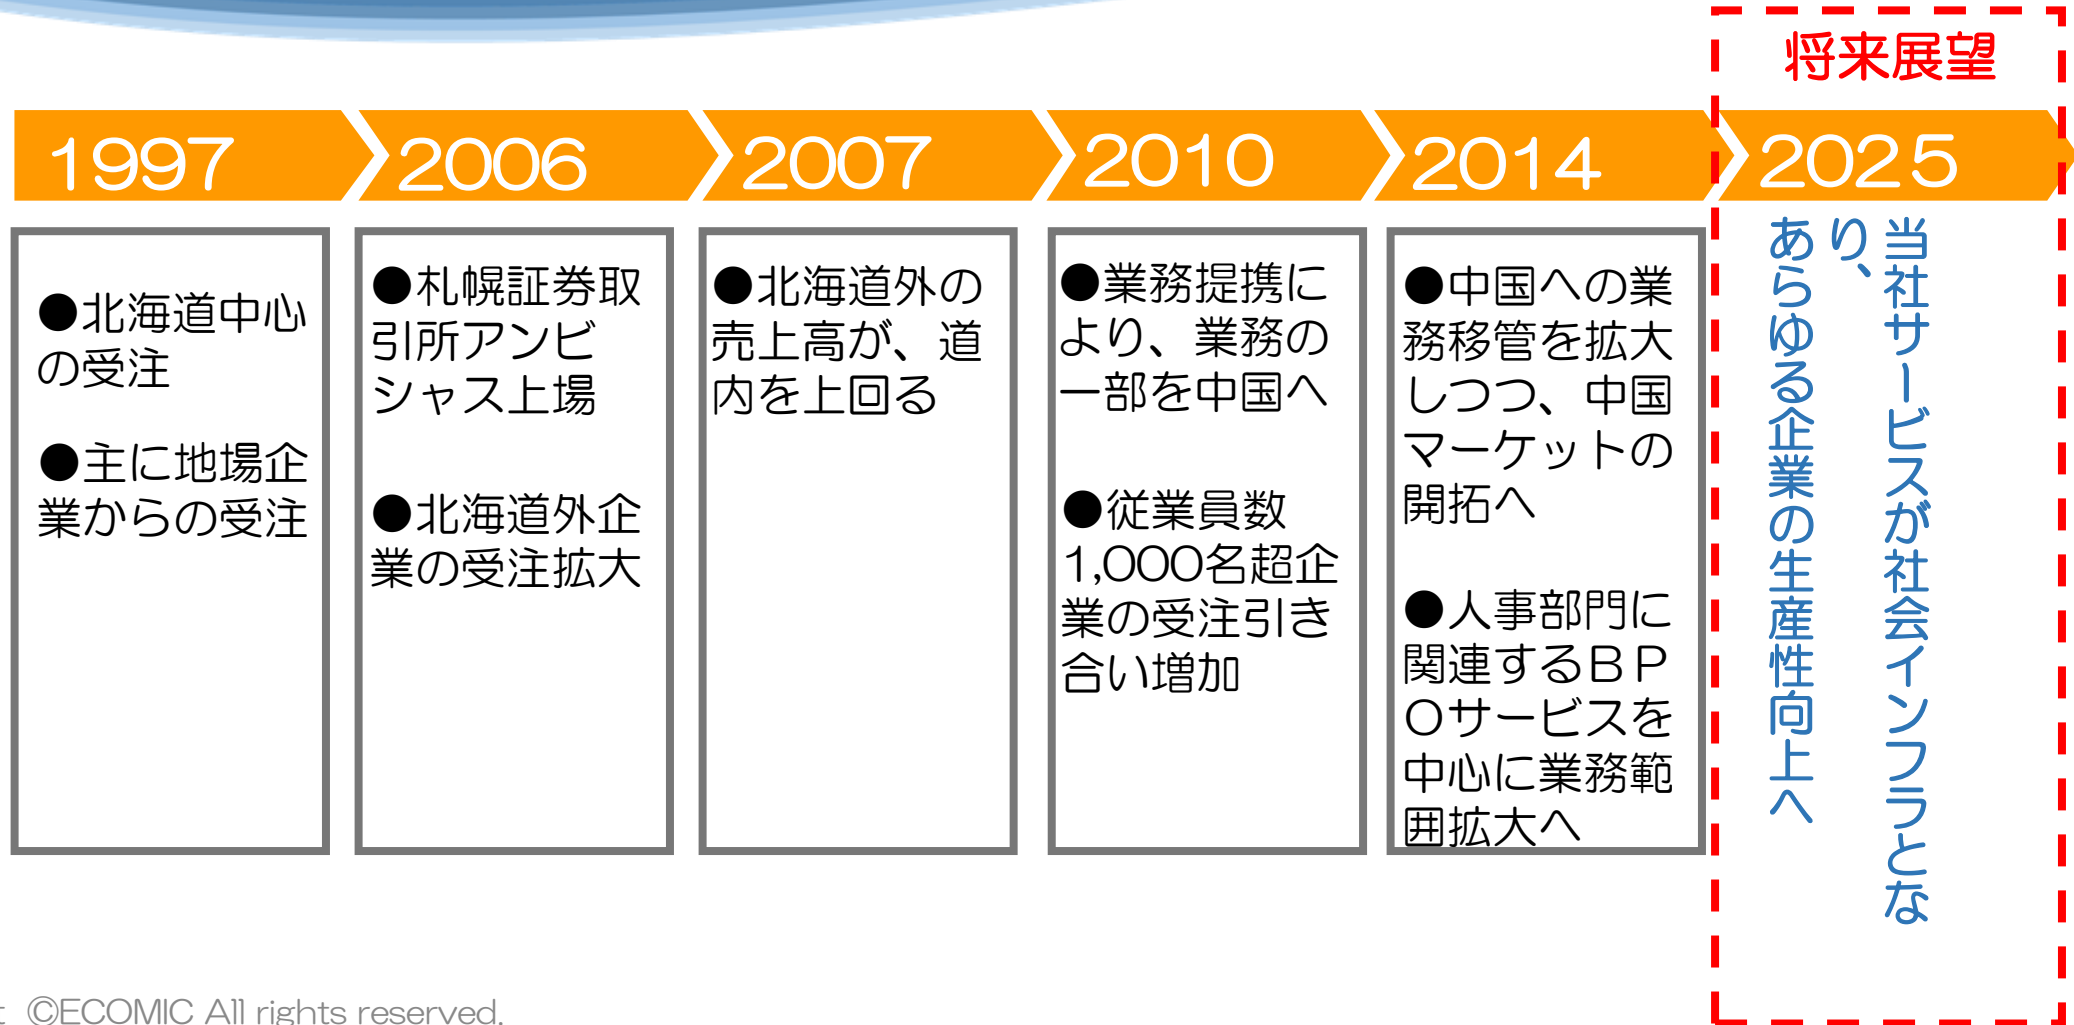 将来展望
1997
2006
2007
2010
2014
2025
●北海道中心
の受注
●主に地場企
業からの受注
●札幌証券取
引所アンビ
シャス上場
●北海道外企
業の受注拡大
●北海道外の
売上高が、道
内を上回る
●業務提携に
より、業務の
一部を中国へ
●従業員数
1,000名超企
業の受注引き
合い増加
●中国への業
務移管を拡大
しつつ、中国
マーケットの
開拓へ
●人事部門に
関連するＢＰ
Ｏサービスを
中心に業務範
囲拡大へ
当社サービスが社会インフラとな
り、
あらゆる企業の生産性向上へ
©ECOMIC All rights reserved.